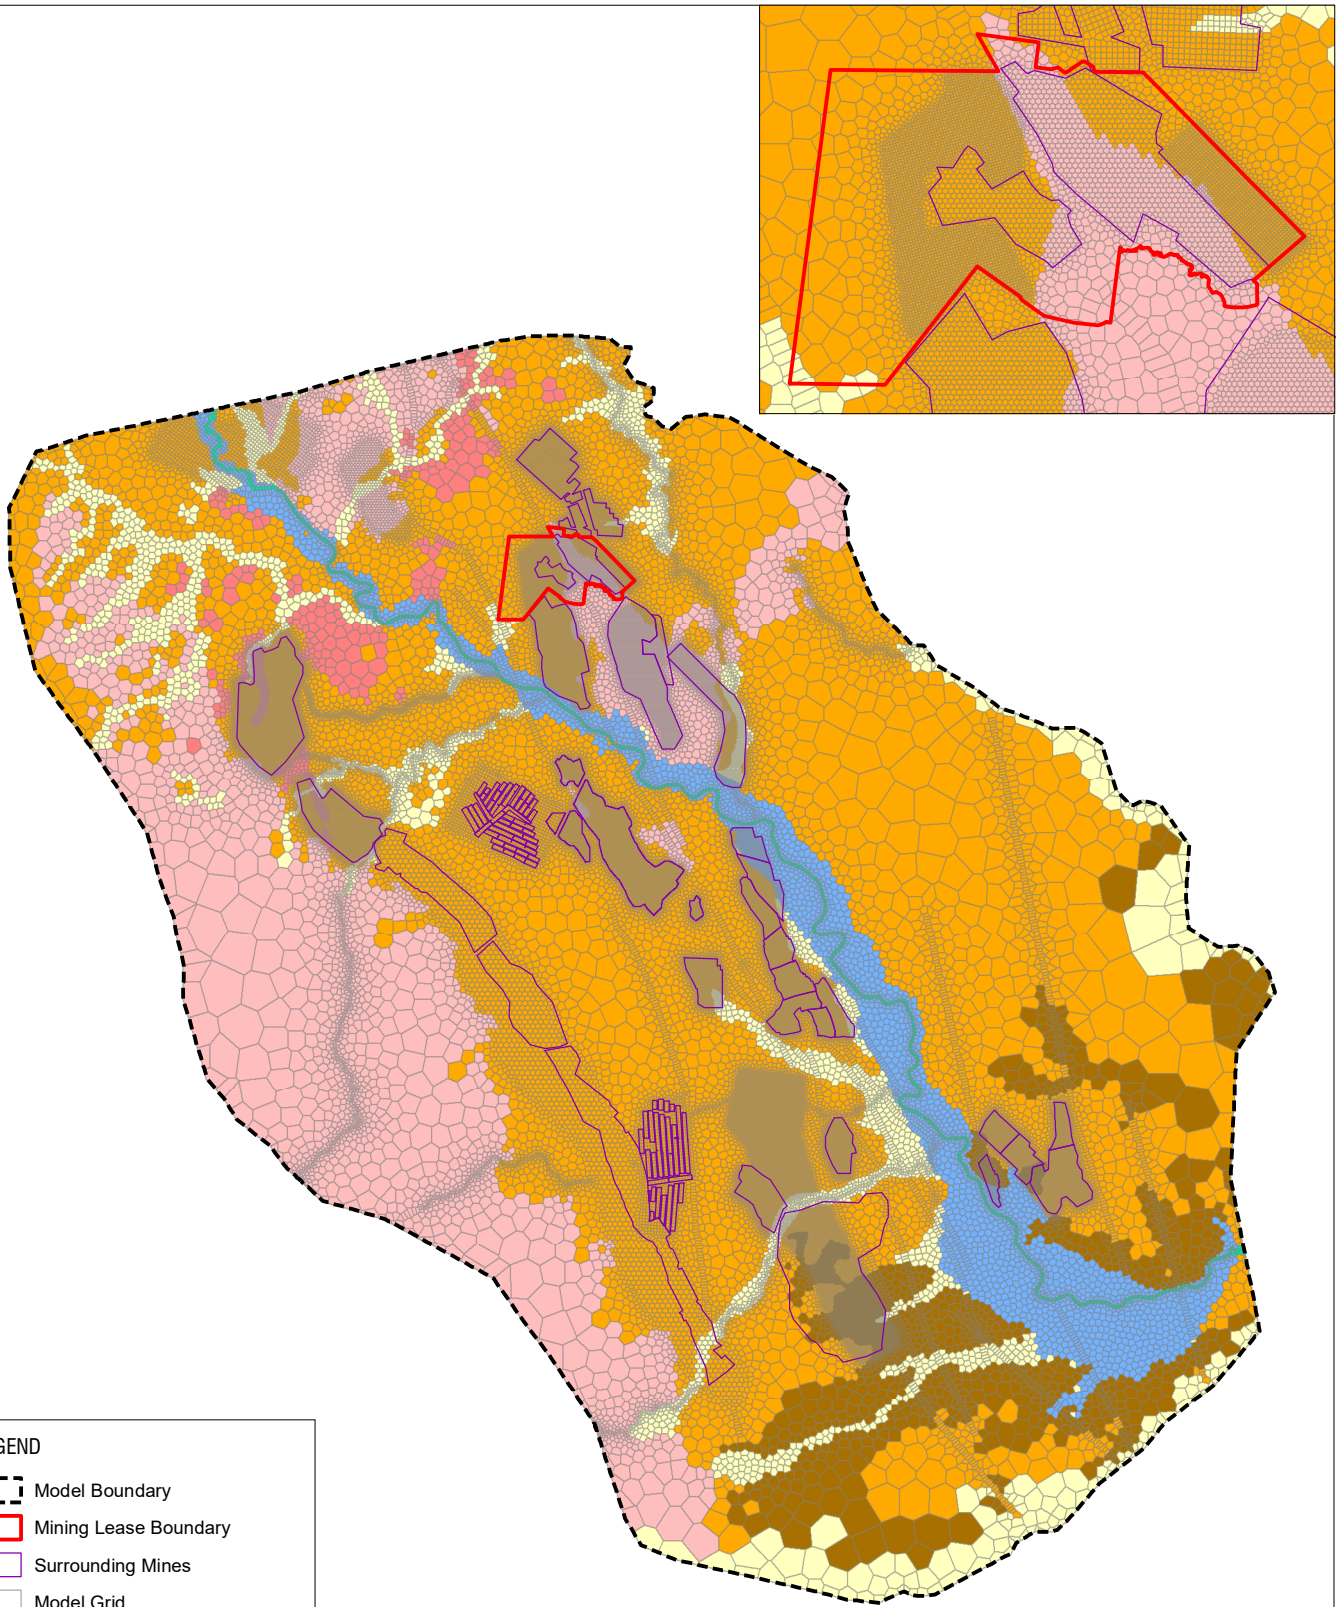 GEND
Model Boundary
Mining Lease Boundary
Surrounding Mines
Model Grid